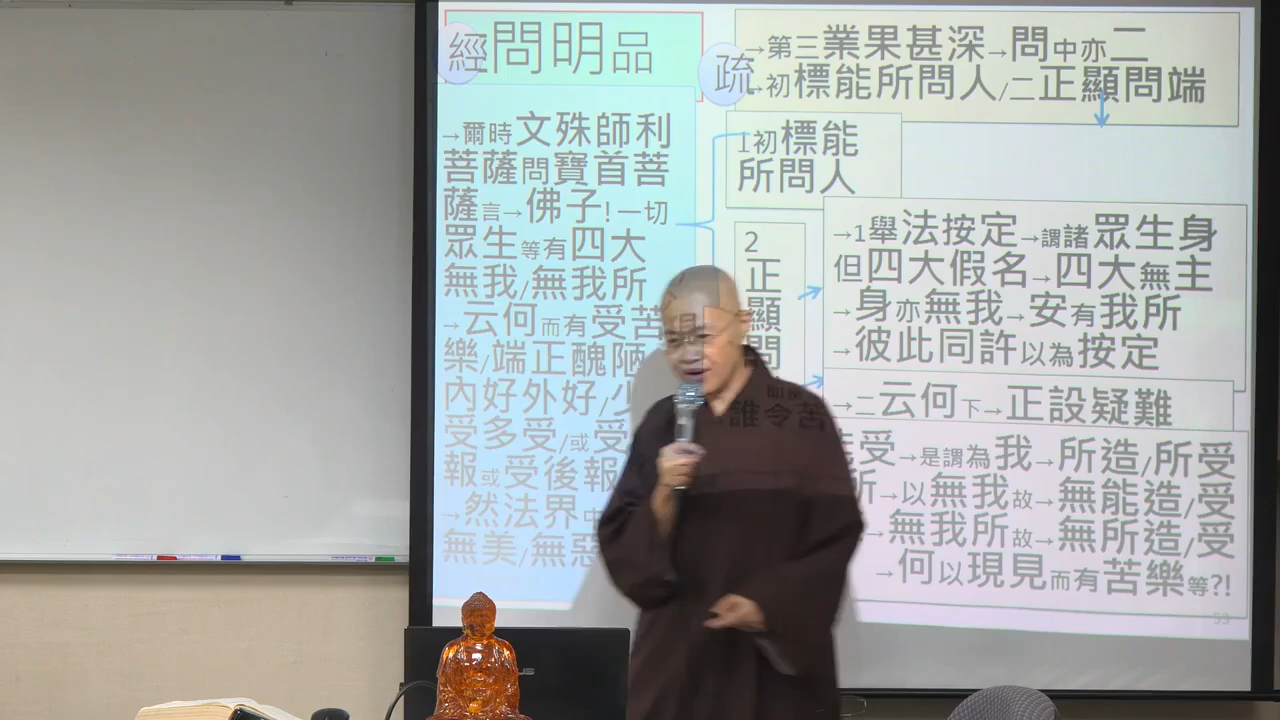 經問明品
→爾時文殊師利
菩薩問寶首菩
薩言→佛子!一切
眾生等有四大
無我/無我所
→云何而有受苦
樂/端正醜陋
內好外好/少
受多受/或受
報或受後報
→然法界中
無美/無惡
疏
→第三業果甚深→問中亦二
→初標能所問人/二正顯問端
1初標能
所問人
2
正
顯
問
→1舉法按定→謂諸眾生身
但四大假名→四大無主
→身亦無我→安有我所
→彼此同許以為按定
→二云何下→正設疑難
誰令苦
能受→是謂為我→所造/所受
所→以無我故→無能造/受
→無我所故→無所造/受
→何以現見而有苦樂等?!
53